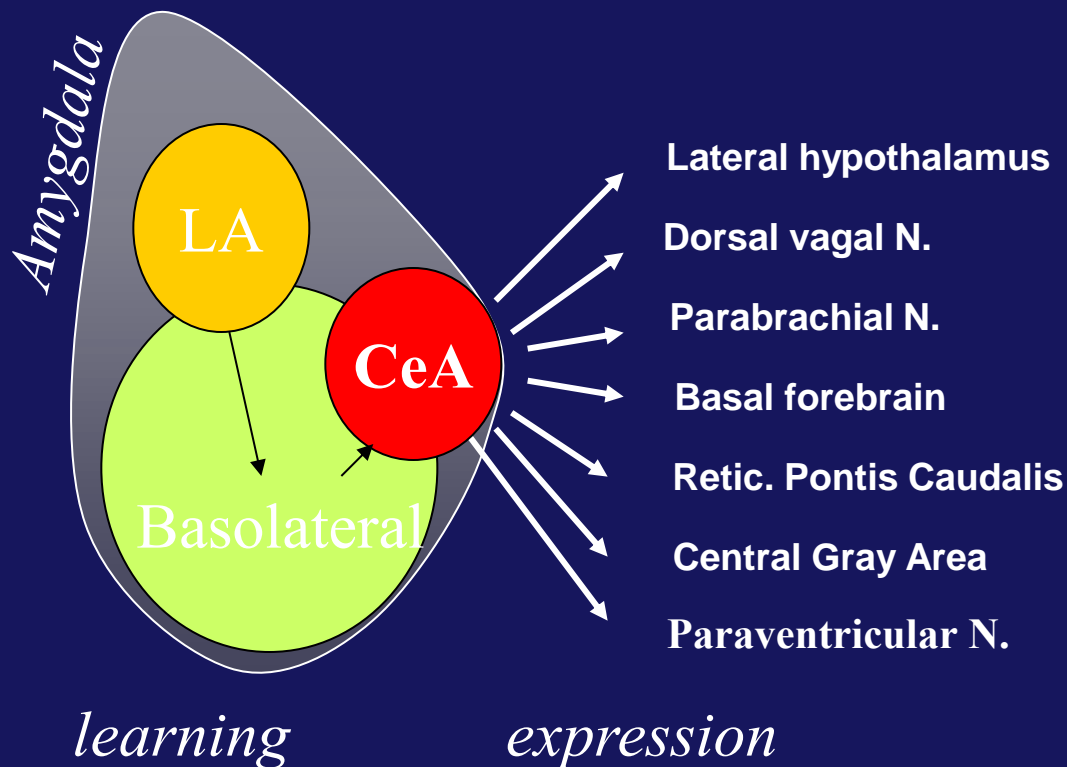 Amygdala
LA
CeA
Basolateral
Lateral hypothalamus
Dorsal vagal N.
Parabrachial N.
Basal forebrain
Retic. Pontis Caudalis
Central Gray Area
Paraventricular N.
learning
expression